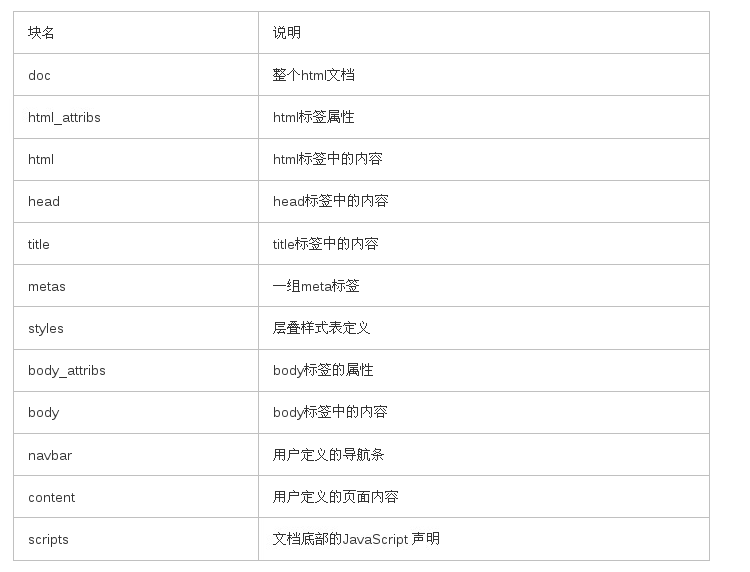 块名 说明
doc 整个html文档
html_attribs html标签属性
html html标签中的内容
head head标签中的内容
title title标签中的内容
metas 一组meta标签
styles 层叠样式表定义
body_attribs body标签的属性
body body标签中的内容
navbar 用户定义的导航条
content 用户定义的页面内容
scripts 文档底部的JavaScript 声明